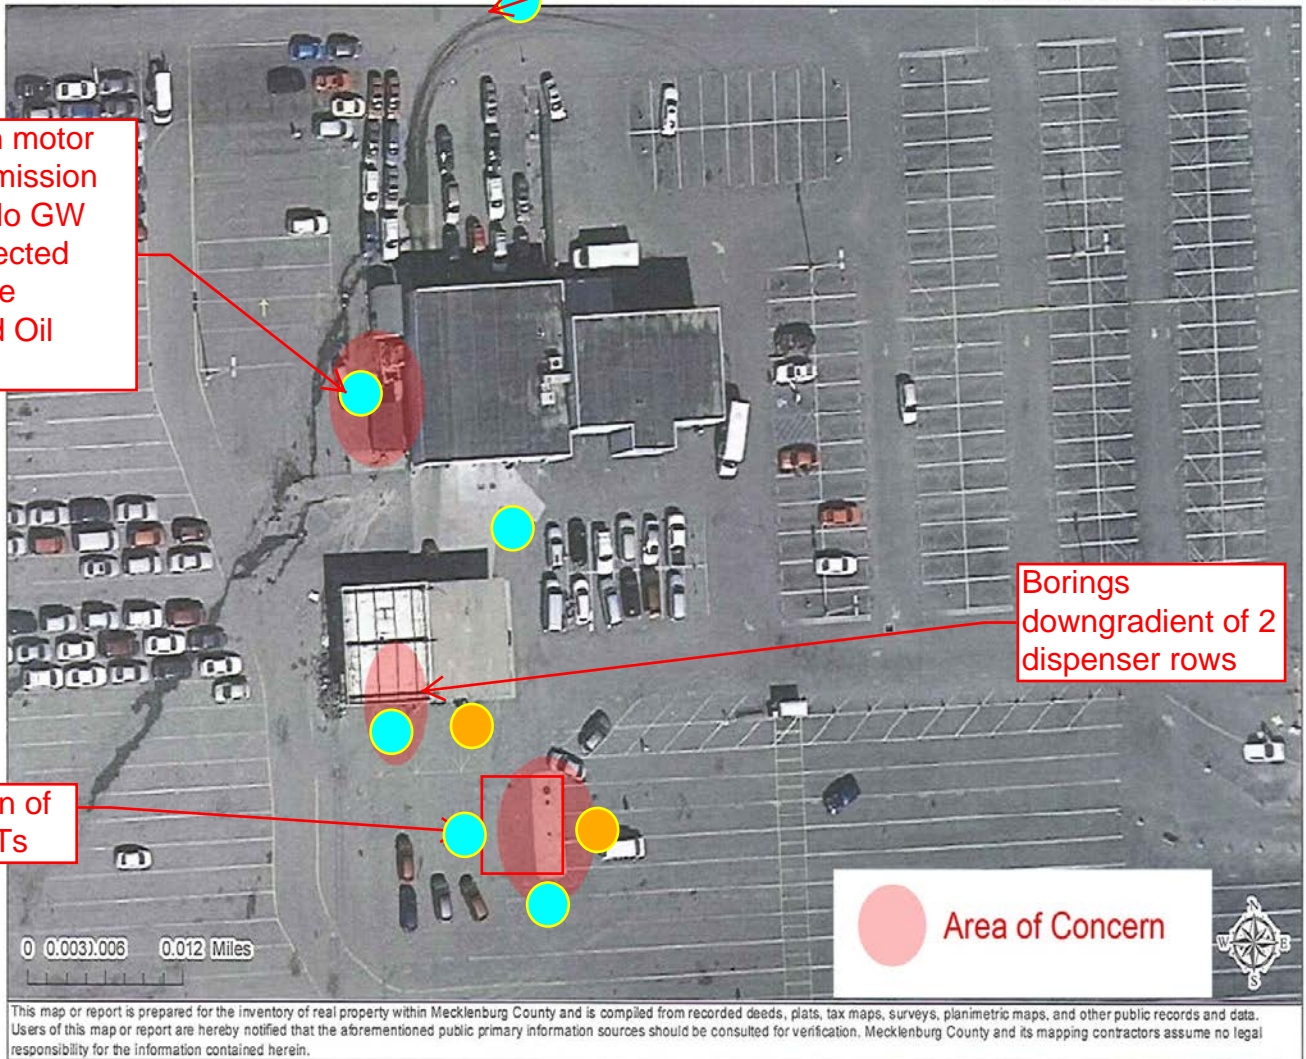 motor
mission
GW
ected
e
Oil
Borings
downgradient of 2
dispenser rows
n of
Ts
Area of Concern
N
W E
S
0 0.003 0.006 0.012 Miles
This map or report is prepared for the inventory of real property within Mecklenburg County and is compiled from recorded deeds, plats, tax maps, surveys, planimetric maps, and other public records and data.
Users of this map or report are hereby notified that the aforementioned public primary information sources should be consulted for verification. Mecklenburg County and its mapping contractors assume no legal
responsibility for the information contained herein.